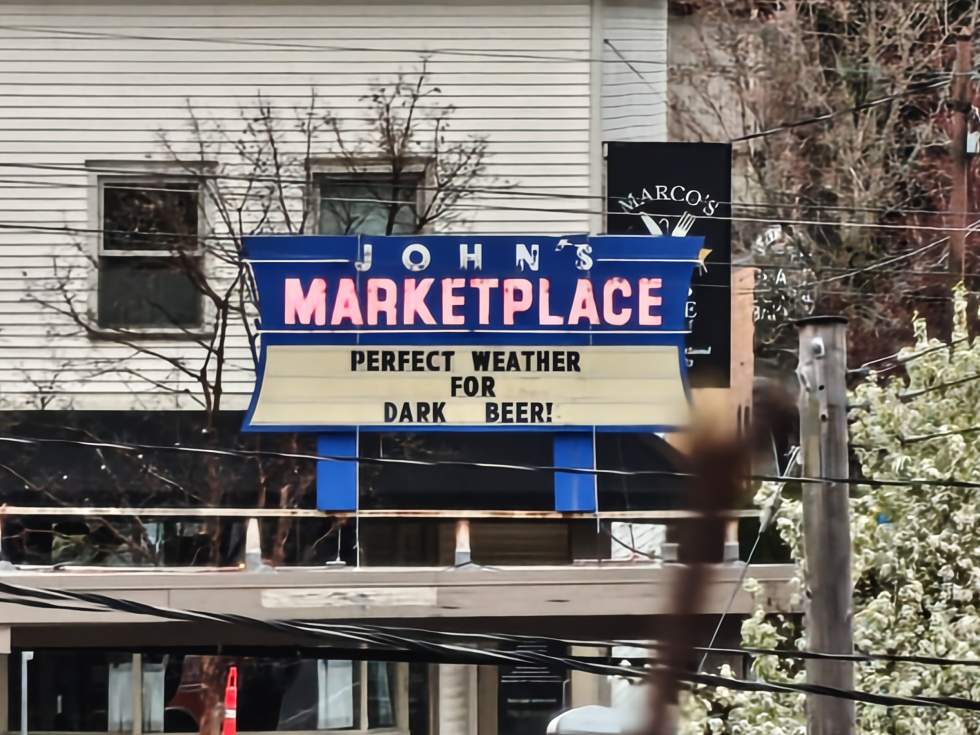 JOHN'S
MARKETPLACE
PERFECT WEATHER
FOR
DARK BEER!
MARCO'S